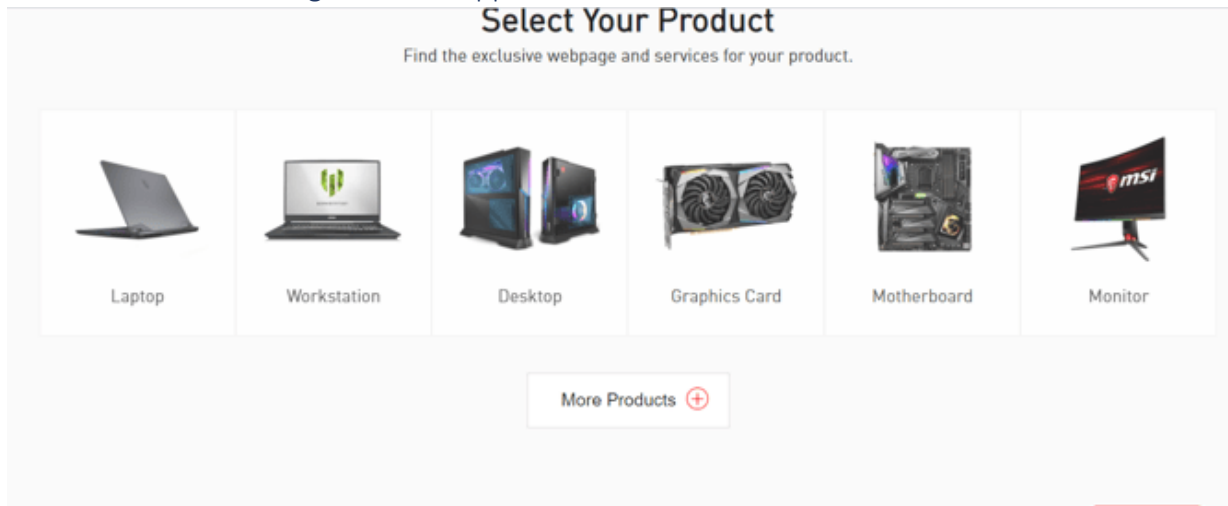 Select Your Product
Find the exclusive webpage and services for your product.
msi
Laptop
Workstation
Desktop
Graphics Card
Motherboard
Monitor
More Products